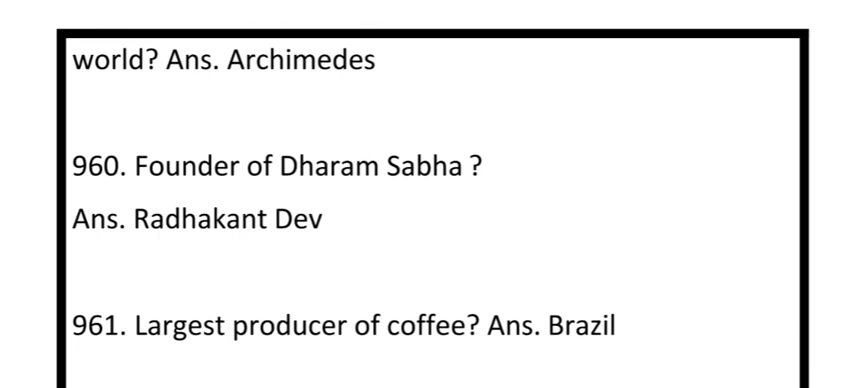 world? Ans. Archimedes
960. Founder of Dharam Sabha ?
Ans. Radhakant Dev
961. Largest producer of coffee? Ans. Brazil